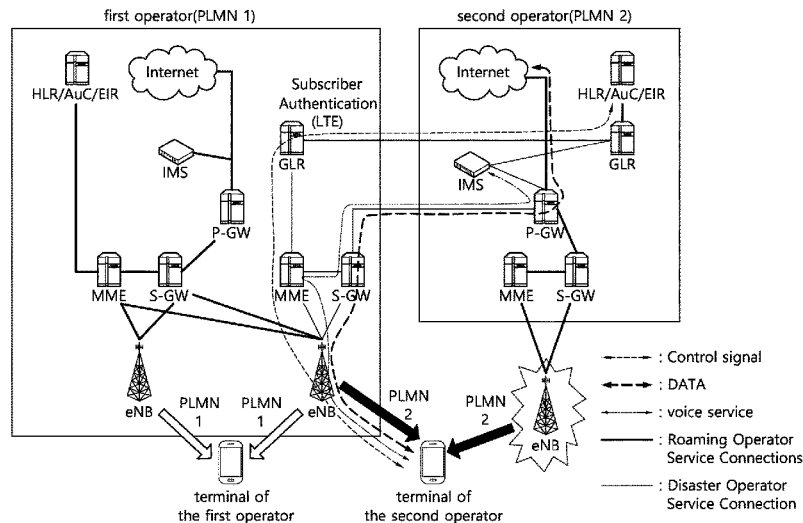 first operator(PLMN 1)
second operator(PLMN 2)
Internet
HLR/AuC/EIR
Subscriber
Authentication
(LTE)
GLR
IMS
P-GW
MME
S-GW
MME
S-GW
eNB
eNB
PLMN
1
PLMN
1
Internet
HLR/AuC/EIR
GLR
IMS
P-GW
MME
S-GW
PLMN
2
PLMN
2
eNB
terminal of
the first operator
terminal of
the second operator
: Control signal
: DATA
: voice service
: Roaming Operator
Service Connections
: Disaster Operator
Service Connection